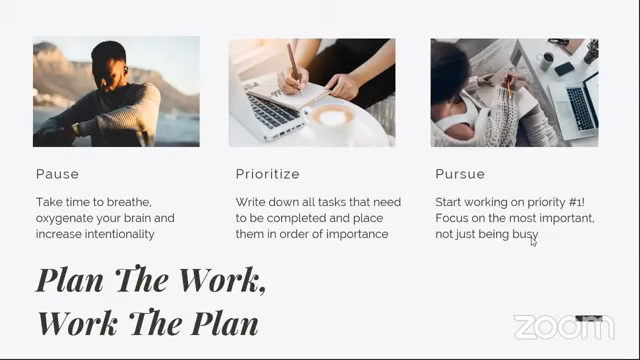 Pause
Take time to breathe,
oxygenate your brain and
increase intentionality
Prioritize
Write down all tasks that need
to be completed and place
them in order of importance
Pursue
Start working on priority #1!
Focus on the most important,
not just being busy
Plan The Work,
Work The Plan
zoom